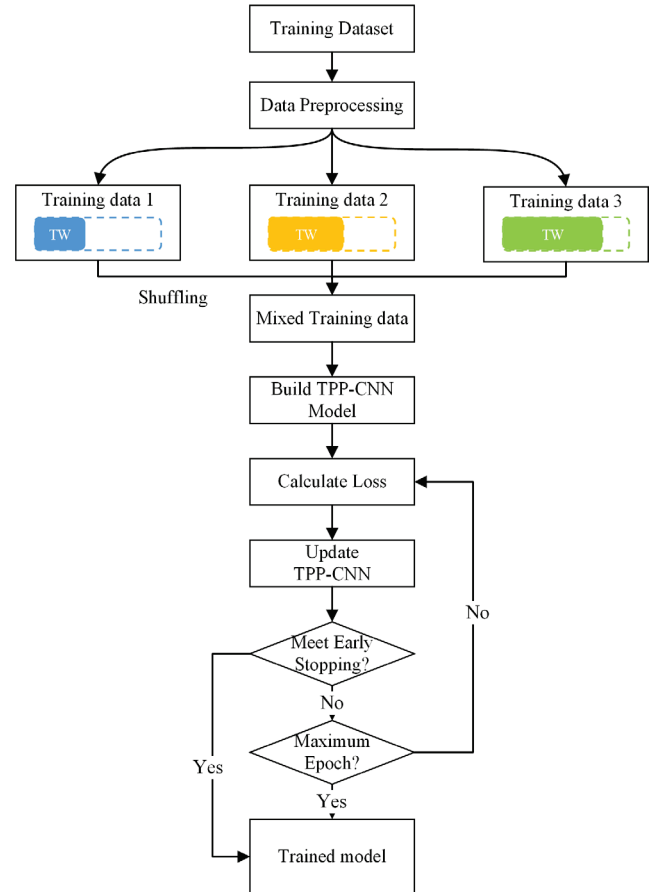 Training Dataset
Data Preprocessing
Training data 1
Training data 2
Training data 3
TW
TW
TW
Shuffling
Mixed Training data
Build TPP-CNN
Model
Calculate Loss
Update
TPP-CNN
No
Meet Early
Stopping?
No
Maximum
Epoch?
Yes
Yes
Trained model